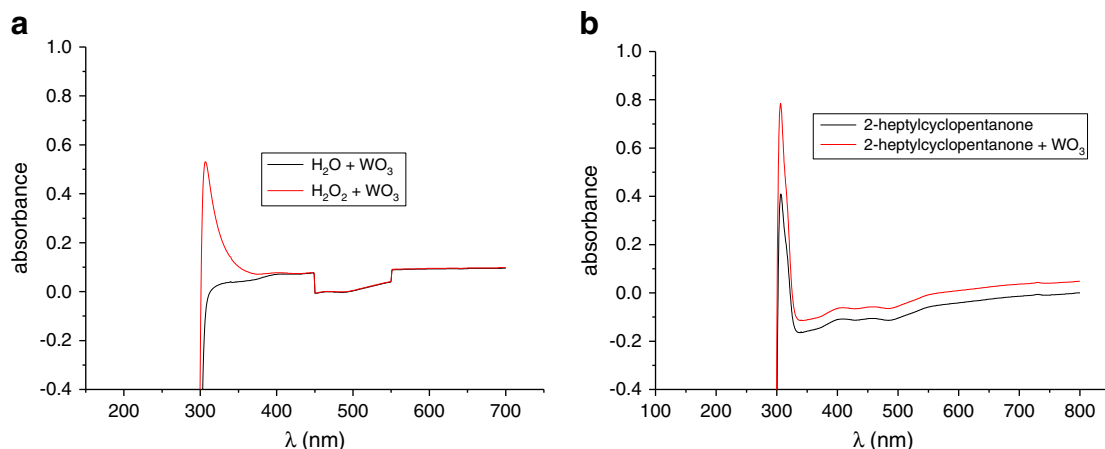 a
1.0
0.8
0.6
0.4
0.2
0.0
-0.2
-0.4
absorbance
H₂O + WO₃
H₂O₂ + WO₃
200 300 400 500 600 700
λ (nm)
b
1.0
0.8
0.6
0.4
0.2
0.0
-0.2
-0.4
absorbance
2-heptylcyclopentanone
2-heptylcyclopentanone + WO₃
100 200 300 400 500 600 700 800
λ (nm)